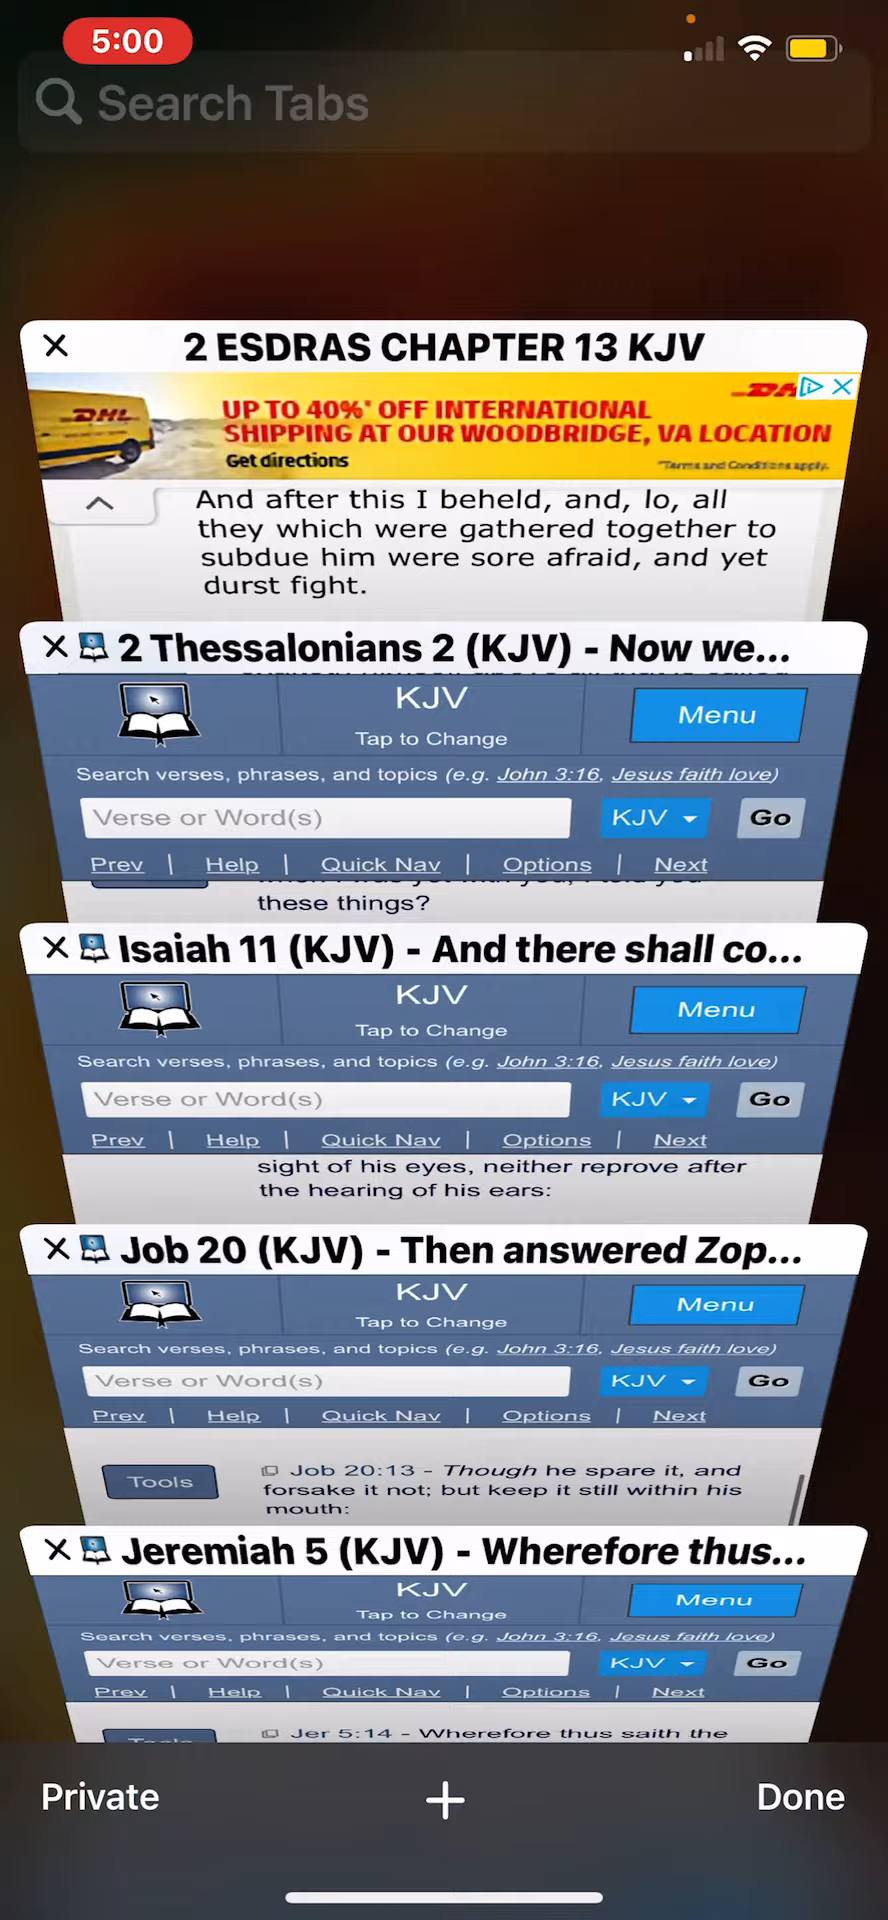 5:00
Search Tabs
2 ESDRAS CHAPTER 13 KJV
DHL
UP TO 40%* OFF INTERNATIONAL
SHIPPING AT OUR WOODBRIDGE, VA LOCATION
Get directions
*Terms and Conditions apply.
And after this I beheld, and, lo, all
they which were gathered together to
subdue him were sore afraid, and yet
durst fight.
2 Thessalonians 2 (KJV) - Now we...
KJV
Menu
Tap to Change
Search verses, phrases, and topics (e.g. John 3:16, Jesus faith love)
Verse or Word(s)
KJV
Go
Prev | Help | Quick Nav | Options | Next
these things?
Isaiah 11 (KJV) - And there shall co...
KJV
Menu
Tap to Change
Search verses, phrases, and topics (e.g. John 3:16, Jesus faith love)
Verse or Word(s)
KJV
Go
Prev | Help | Quick Nav | Options | Next
sight of his eyes, neither reprove after
the hearing of his ears:
Job 20 (KJV) - Then answered Zop...
KJV
Menu
Tap to Change
Search verses, phrases, and topics (e.g. John 3:16, Jesus faith love)
Verse or Word(s)
KJV
Go
Prev | Help | Quick Nav | Options | Next
Tools
Job 20:13 - Though he spare it, and
forsake it not; but keep it still within his
mouth:
Jeremiah 5 (KJV) - Wherefore thus...
KJV
Menu
Tap to Change
Search verses, phrases, and topics (e.g. John 3:16, Jesus faith love)
Verse or Word(s)
KJV
Go
Prev | Help | Quick Nav | Options | Next
Jer 5:14 - Wherefore thus saith the
Private
Done